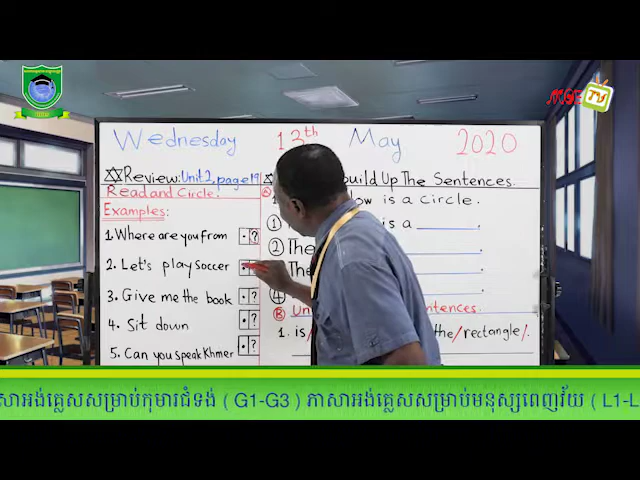 MGE TV
Wednesday 13th May 2020
Review: Unit 2, page 19
Read and Circle.
Examples:
1. Where are you from . ?
2. Let's play soccer .
3. Give me the book . ?
4. Sit down . ?
5. Can you speak Khmer . ?
uild Up The Sentences.
low is a circle.
① is a
② The
The
④
Ⓑ Un entences.
1. is/ the/rectangle/.
សាអង់គ្លេសសម្រាប់កុមារជំទង់ ( G1-G3 ) ភាសាអង់គ្លេសសម្រាប់មនុស្សពេញវ័យ ( L1-L